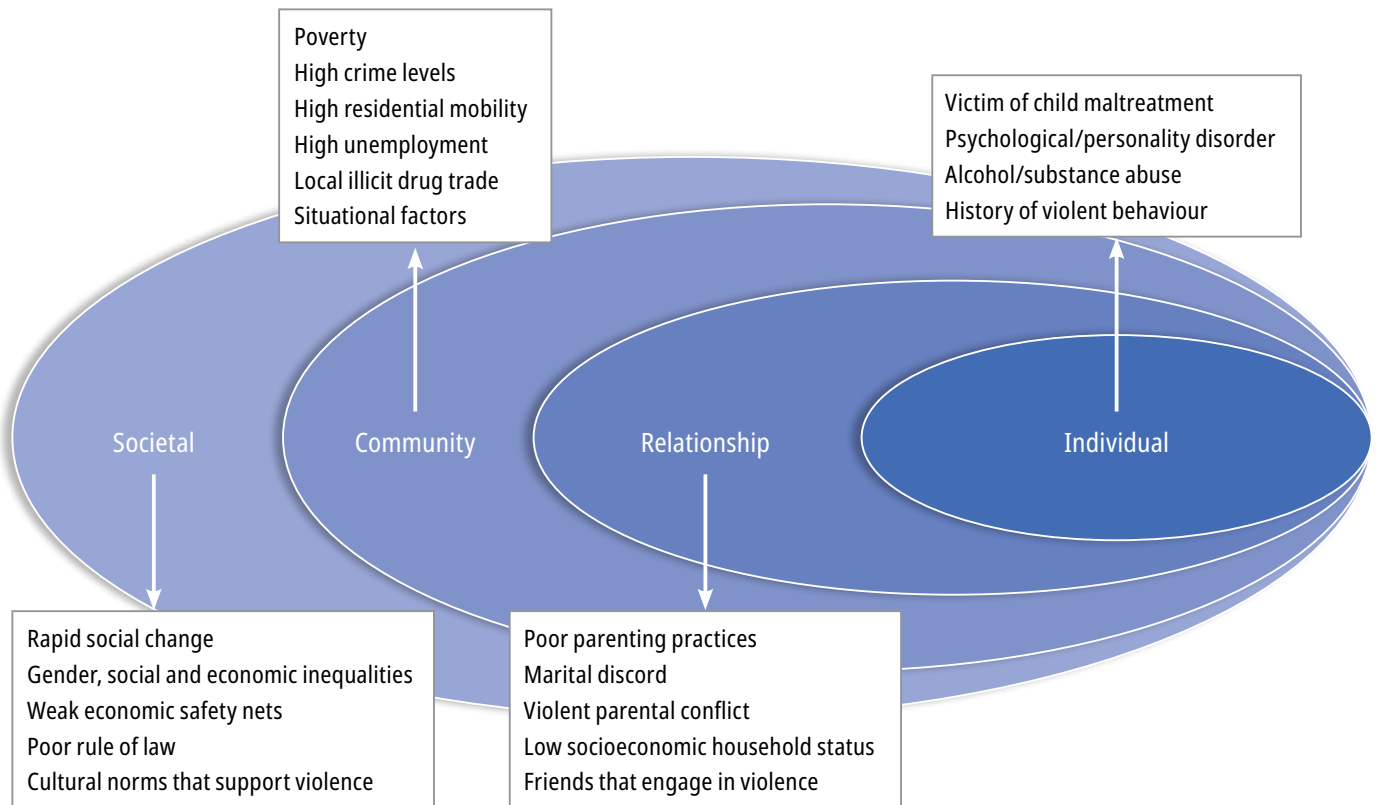 Poverty
High crime levels
High residential mobility
High unemployment
Local illicit drug trade
Situational factors
Victim of child maltreatment
Psychological/personality disorder
Alcohol/substance abuse
History of violent behaviour
Societal
Community
Relationship
Individual
Rapid social change
Gender, social and economic inequalities
Weak economic safety nets
Poor rule of law
Cultural norms that support violence
Poor parenting practices
Marital discord
Violent parental conflict
Low socioeconomic household status
Friends that engage in violence